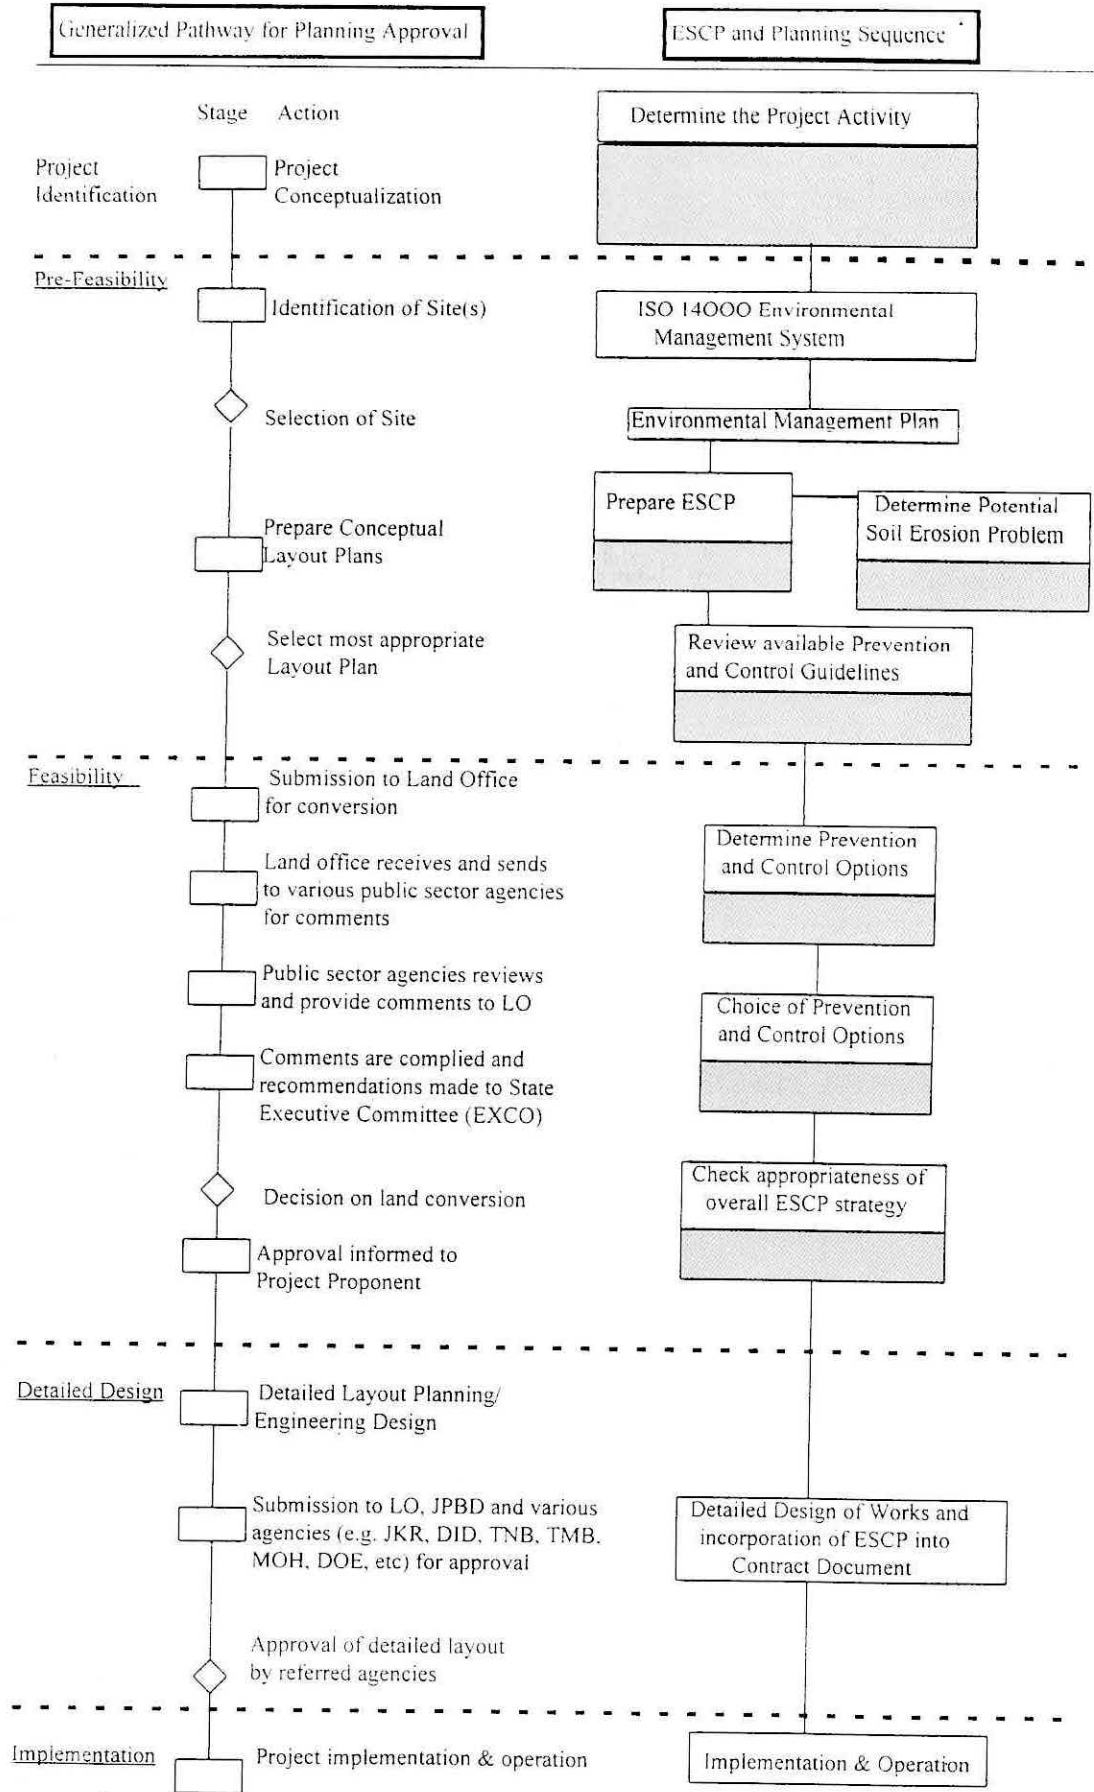 Generalized Pathway for Planning Approval
ESCP and Planning Sequence
Stage Action
Project
Identification
Project
Conceptualization
Determine the Project Activity
Pre-Feasibility
Identification of Site(s)
Selection of Site
Prepare Conceptual
Layout Plans
Select most appropriate
Layout Plan
ISO 14000 Environmental
Management System
Environmental Management Plan
Prepare ESCP
Determine Potential
Soil Erosion Problem
Review available Prevention
and Control Guidelines
Feasibility
Submission to Land Office
for conversion
Land office receives and sends
to various public sector agencies
for comments
Public sector agencies reviews
and provide comments to LO
Comments are complied and
recommendations made to State
Executive Committee (EXCO)
Decision on land conversion
Approval informed to
Project Proponent
Determine Prevention
and Control Options
Choice of Prevention
and Control Options
Check appropriateness of
overall ESCP strategy
Detailed Design
Detailed Layout Planning/
Engineering Design
Submission to LO, JPBD and various
agencies (e.g. JKR, DID, TNB, TMB,
MOH, DOE, etc) for approval
Approval of detailed layout
by referred agencies
Detailed Design of Works and
incorporation of ESCP into
Contract Document
Implementation
Project implementation & operation
Implementation & Operation